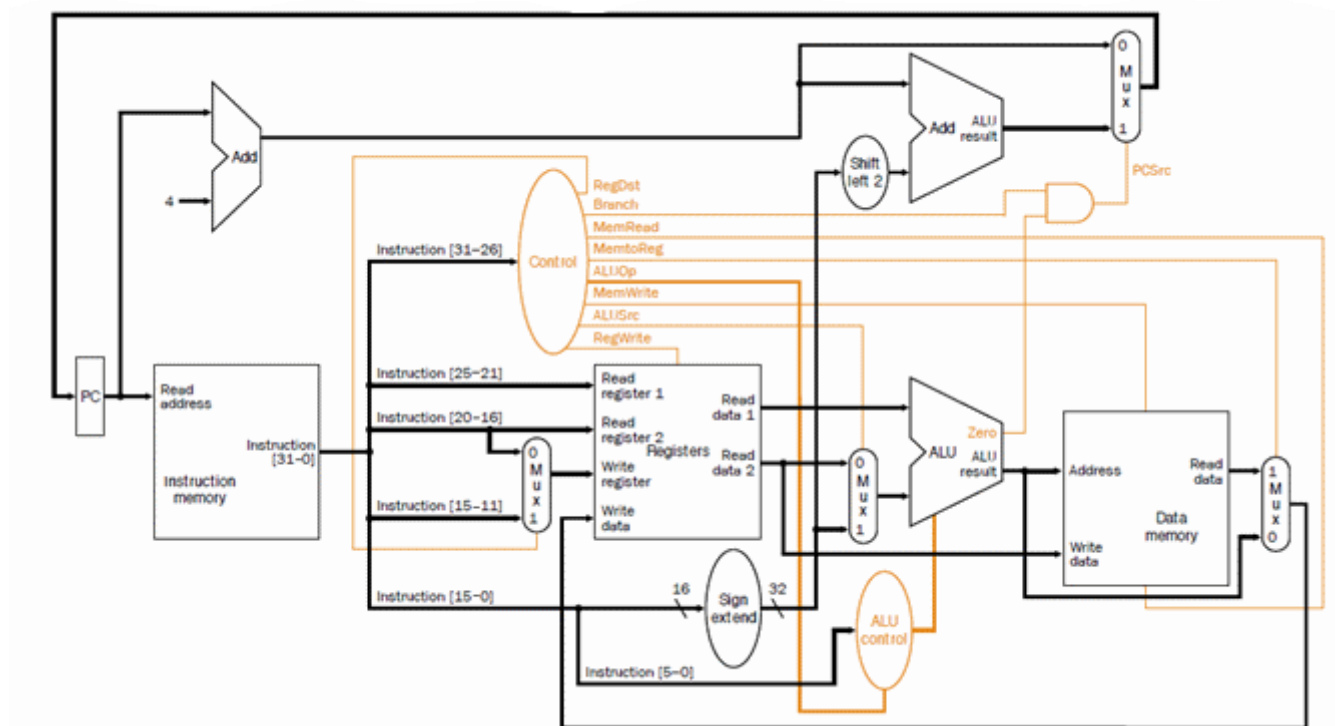 0
M
u
x
1
Add
ALU
result
Add
Shift
left 2
PCSrc
4
RegDst
Branch
MemRead
MemtoReg
ALUOp
MemWrite
ALUSrc
RegWrite
Control
Instruction [31–26]
PC
Read
address
Instruction
[31–0]
Instruction
memory
Instruction [25–21]
Instruction [20–16]
Instruction [15–11]
Instruction [15–0]
Instruction [5–0]
0
M
u
x
1
Read
register 1
Read
register 2
Write
register
Write
data
Registers
Read
data 1
Read
data 2
16
Sign
extend
32
0
M
u
x
1
Zero
ALU
ALU
result
ALU
control
Address
Write
data
Read
data
Data
memory
1
M
u
x
0